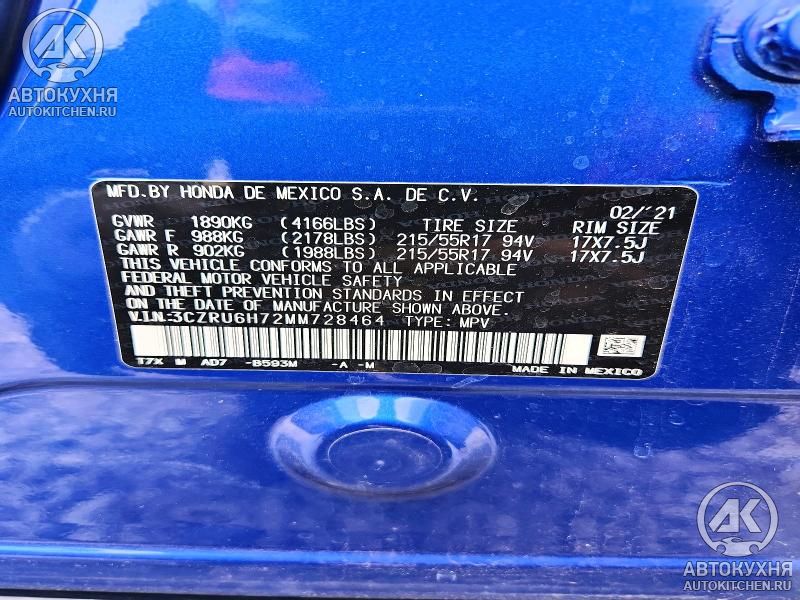 AK
АВТОКУХНЯ
AUTOKITCHEN.RU
MFD.BY HONDA DE MEXICO S.A. DE C.V.
02/'21
GVWR 1890KG (4166LBS) TIRE SIZE RIM SIZE
GAWR F 988KG (2178LBS) 215/55R17 94V 17X7.5J
GAWR R 902KG (1988LBS) 215/55R17 94V 17X7.5J
THIS VEHICLE CONFORMS TO ALL APPLICABLE
FEDERAL MOTOR VEHICLE SAFETY
AND THEFT PREVENTION STANDARDS IN EFFECT
ON THE DATE OF MANUFACTURE SHOWN ABOVE.
V.I.N:3CZRU6H72MM728464 TYPE: MPV
T7X M AD7 -B593M -A -M MADE IN MEXICO
AK
АВТОКУХНЯ
AUTOKITCHEN.RU